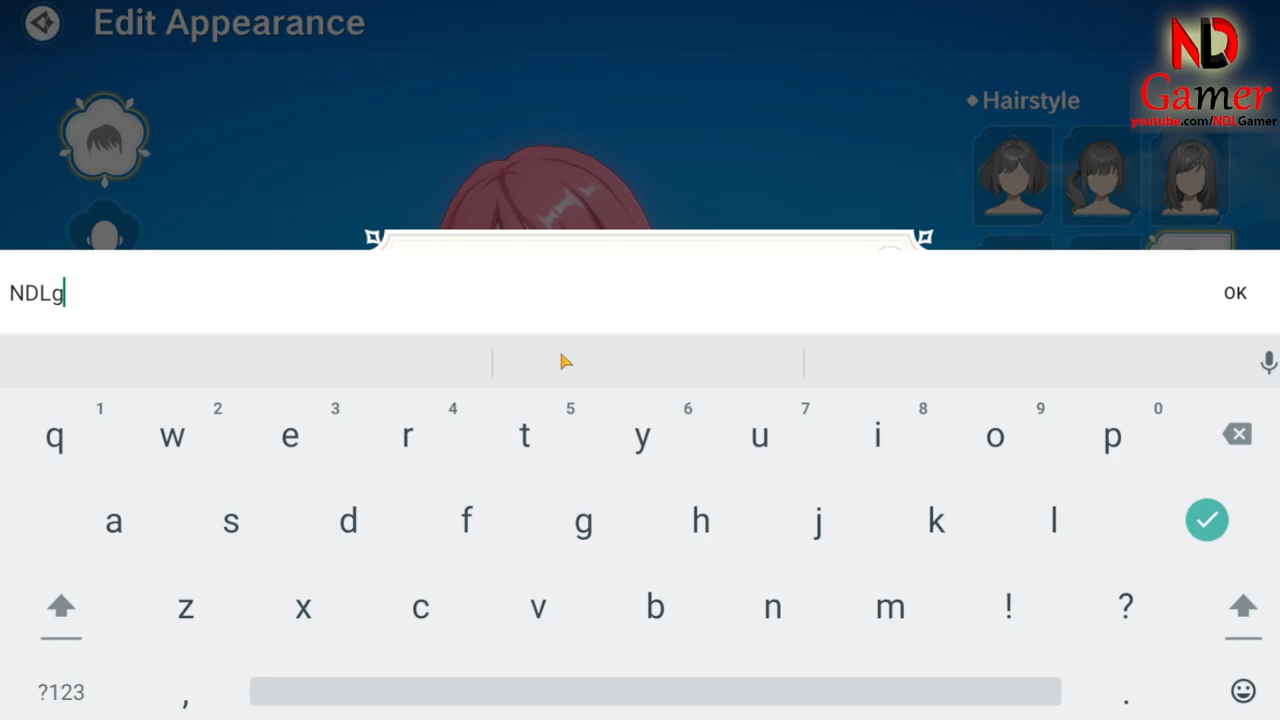 Edit Appearance
NDL
Gamer
youtube.com/NDLGamer
Hairstyle
NDLg
OK
1 2 3 4 5 6 7 8 9 0
q w e r t y u i o p
a s d f g h j k l
z x c v b n m ! ?
?123 , .